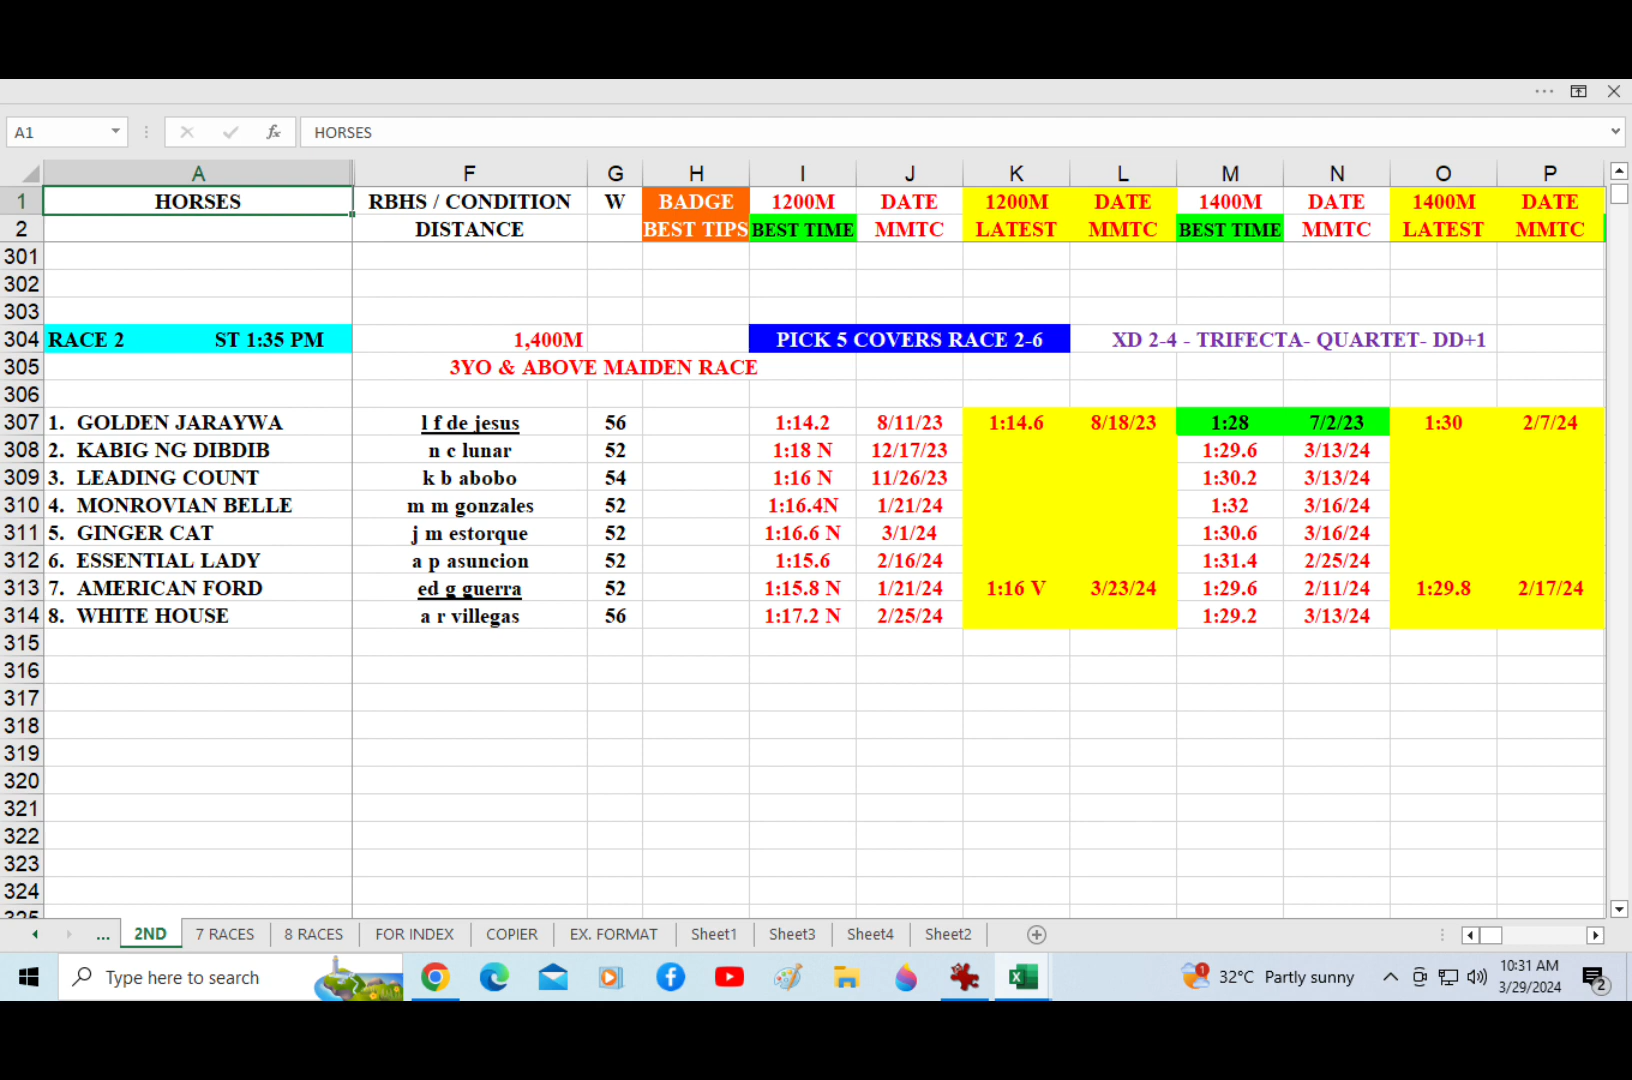 A1 fx HORSES
A F G H I J K L M N O P
1 HORSES RBHS / CONDITION W BADGE 1200M DATE 1200M DATE 1400M DATE 1400M DATE
2 DISTANCE BEST TIPS BEST TIME MMTC LATEST MMTC BEST TIME MMTC LATEST MMTC
301
302
303
304 RACE 2 ST 1:35 PM 1,400M PICK 5 COVERS RACE 2-6 XD 2-4 - TRIFECTA- QUARTET- DD+1
305 3YO & ABOVE MAIDEN RACE
306
307 1. GOLDEN JARAYWA l f de jesus 56 1:14.2 8/11/23 1:14.6 8/18/23 1:28 7/2/23 1:30 2/7/24
308 2. KABIG NG DIBDIB n c lunar 52 1:18 N 12/17/23 1:29.6 3/13/24
309 3. LEADING COUNT k b abobo 54 1:16 N 11/26/23 1:30.2 3/13/24
310 4. MONROVIAN BELLE m m gonzales 52 1:16.4N 1/21/24 1:32 3/16/24
311 5. GINGER CAT j m estorque 52 1:16.6 N 3/1/24 1:30.6 3/16/24
312 6. ESSENTIAL LADY a p asuncion 52 1:15.6 2/16/24 1:31.4 2/25/24
313 7. AMERICAN FORD ed g guerra 52 1:15.8 N 1/21/24 1:16 V 3/23/24 1:29.6 2/11/24 1:29.8 2/17/24
314 8. WHITE HOUSE a r villegas 56 1:17.2 N 2/25/24 1:29.2 3/13/24
315
316
317
318
319
320
321
322
323
324
325
... 2ND 7 RACES 8 RACES FOR INDEX COPIER EX. FORMAT Sheet1 Sheet3 Sheet4 Sheet2
Type here to search 1 32°C Partly sunny 10:31 AM
3/29/2024 2